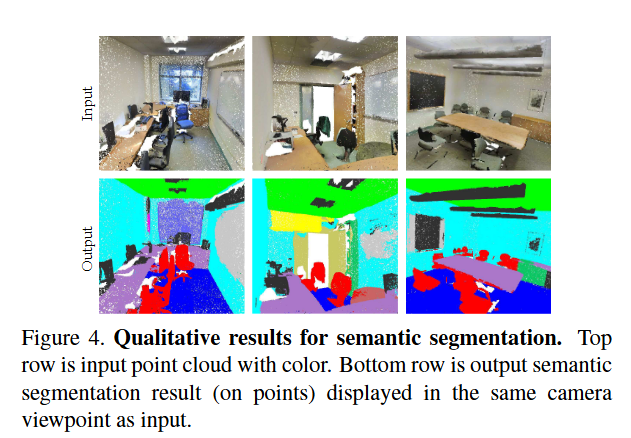 Input
Output
Figure 4. Qualitative results for semantic segmentation. Top
row is input point cloud with color. Bottom row is output semantic
segmentation result (on points) displayed in the same camera
viewpoint as input.